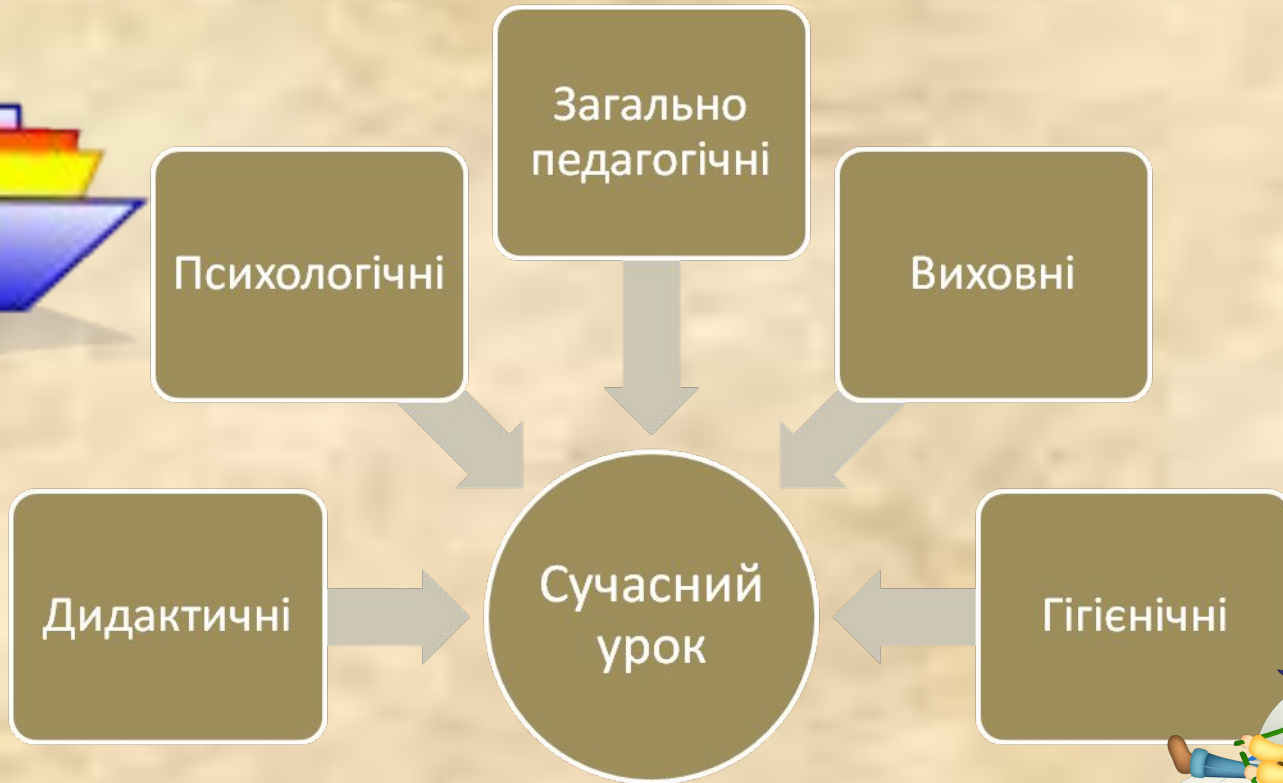 Загально
педагогічні
Психологічні
Виховні
Дидактичні
Сучасний
урок
Гігієнічні